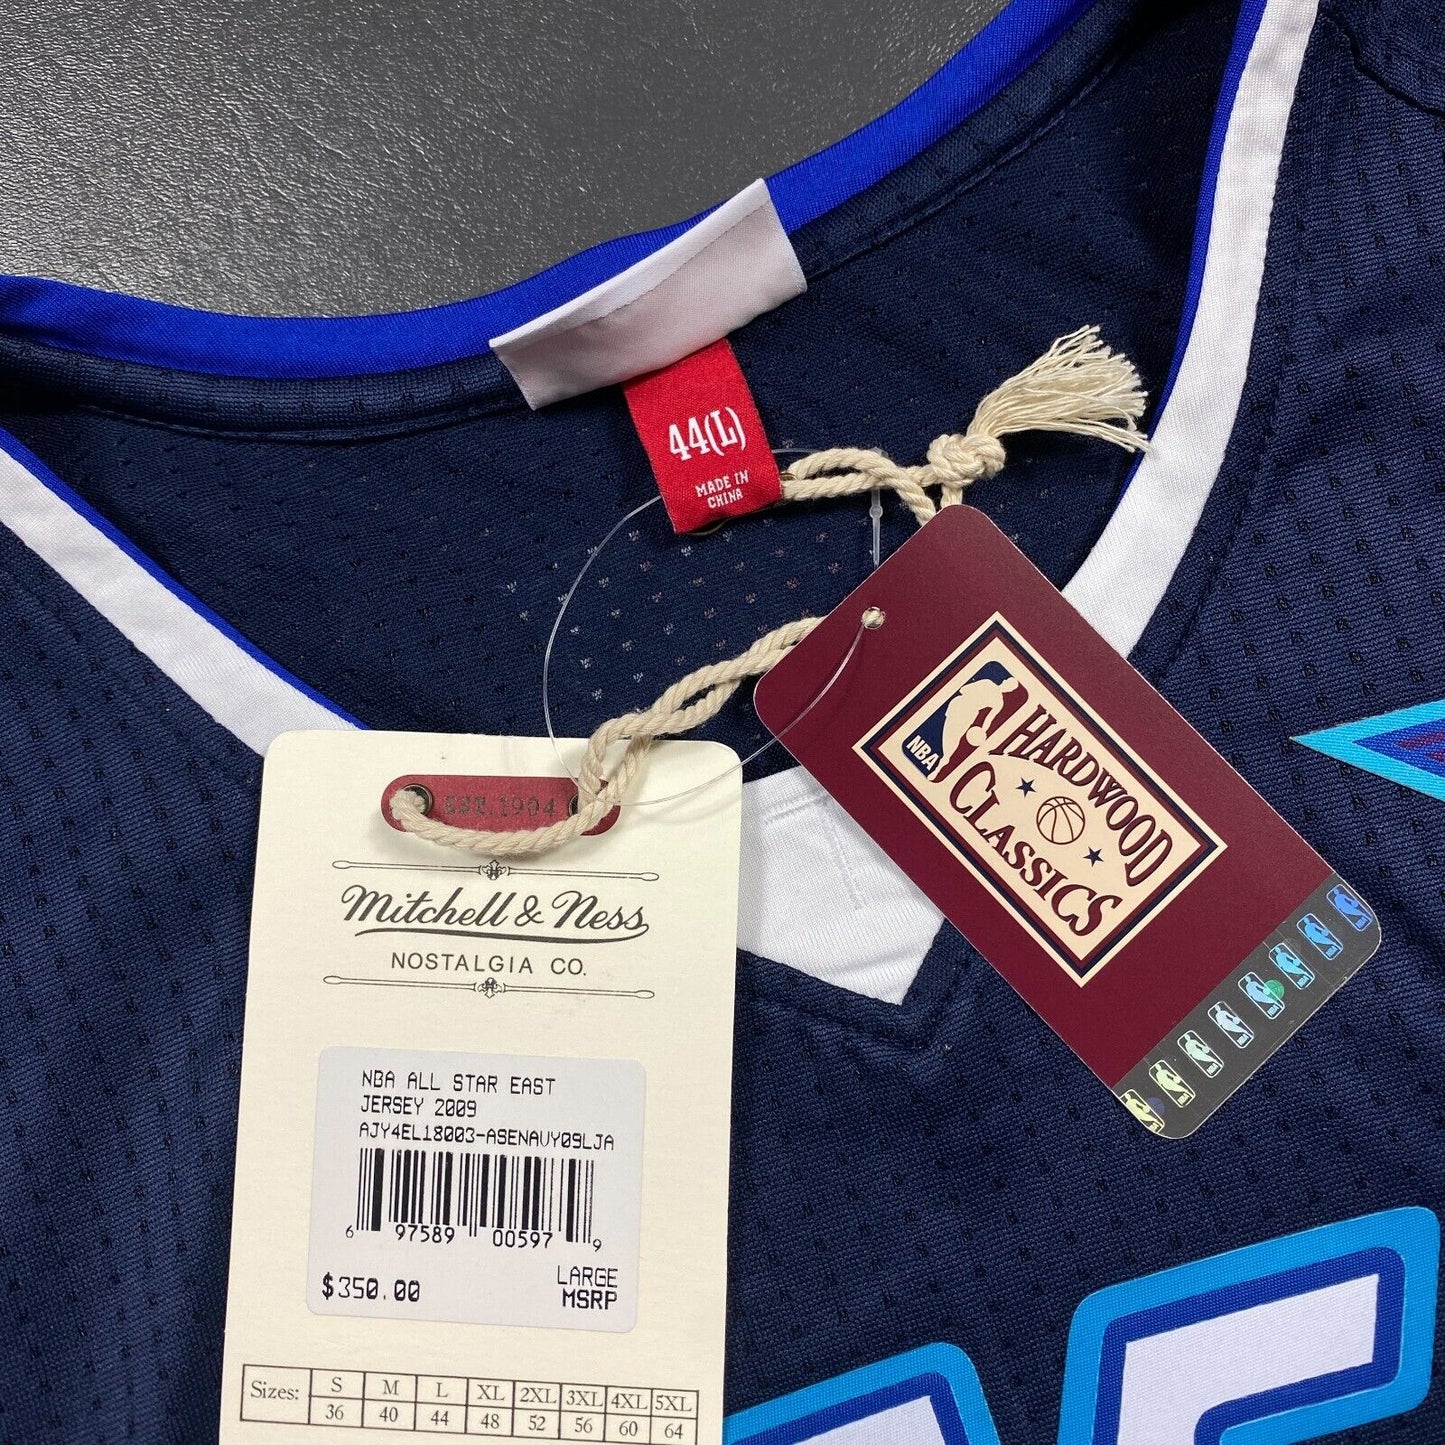 44(L)
MADE IN
CHINA
NBA
HARDWOOD
CLASSICS
EST. 1904
Mitchell & Ness
NOSTALGIA CO.
NBA ALL STAR EAST
JERSEY 2009
AJY4EL18003-ASENAVY09LJA
6 97589 00597 9
LARGE
$350.00 MSRP
Sizes: S M L XL 2XL 3XL 4XL 5XL
36 40 44 48 52 56 60 64